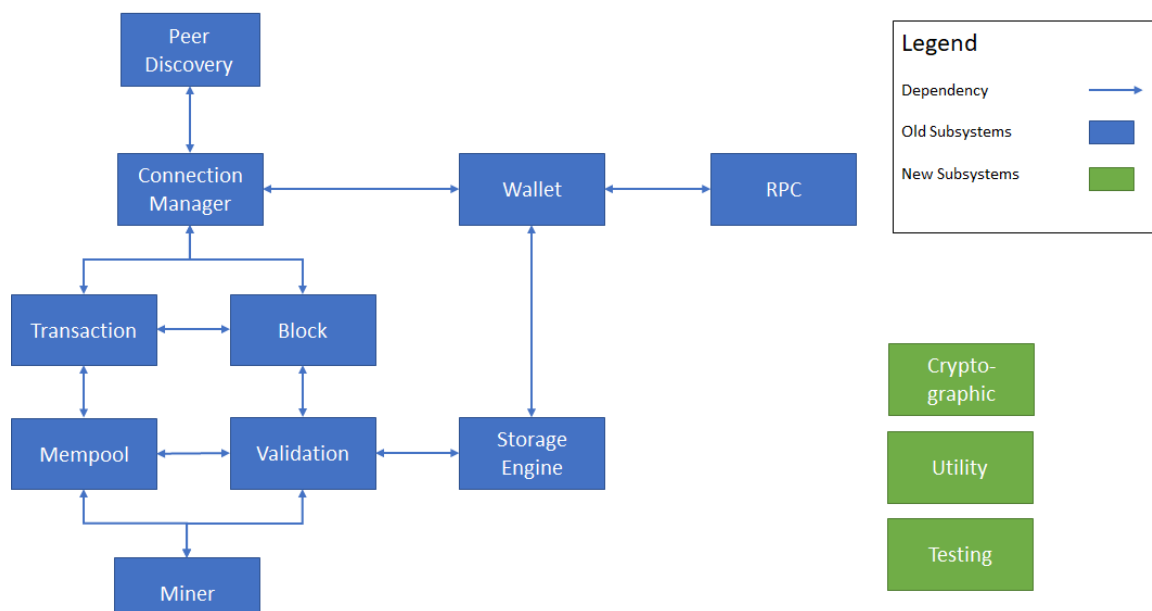 Peer
Discovery
Legend
Dependency
Old Subsystems
New Subsystems
Connection
Manager
Wallet
RPC
Transaction
Block
Crypto-
graphic
Mempool
Validation
Storage
Engine
Utility
Testing
Miner